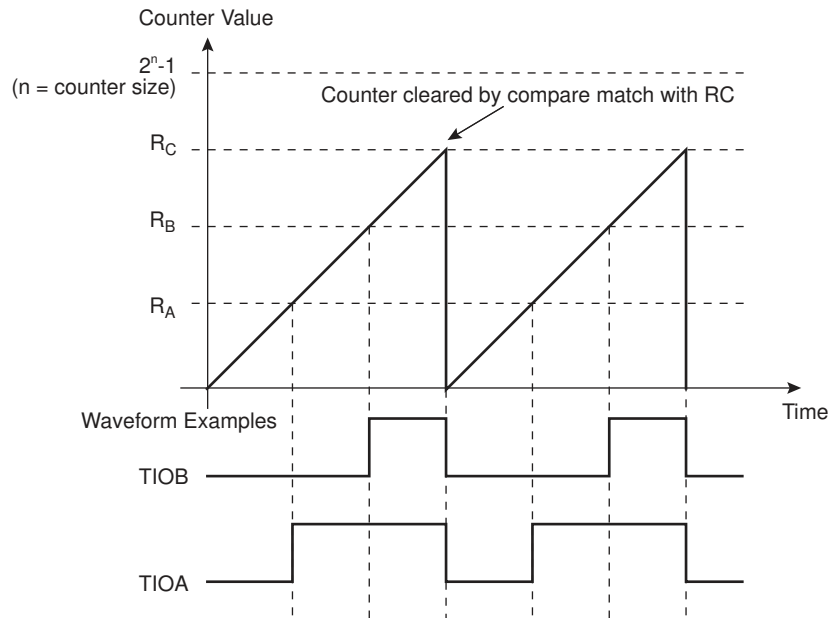 Counter Value
2ⁿ-1
(n = counter size)
Counter cleared by compare match with RC
R_C
R_B
R_A
Time
Waveform Examples
TIOB
TIOA